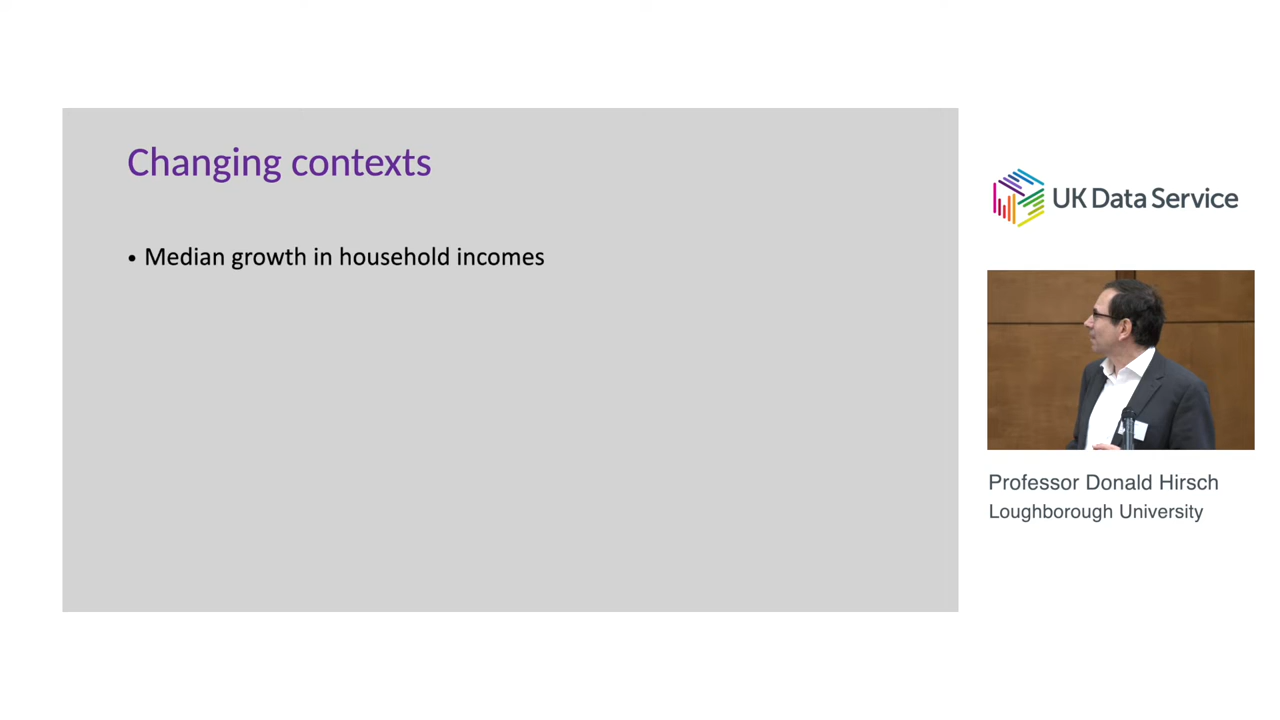 Changing contexts
• Median growth in household incomes
UK Data Service
Professor Donald Hirsch
Loughborough University